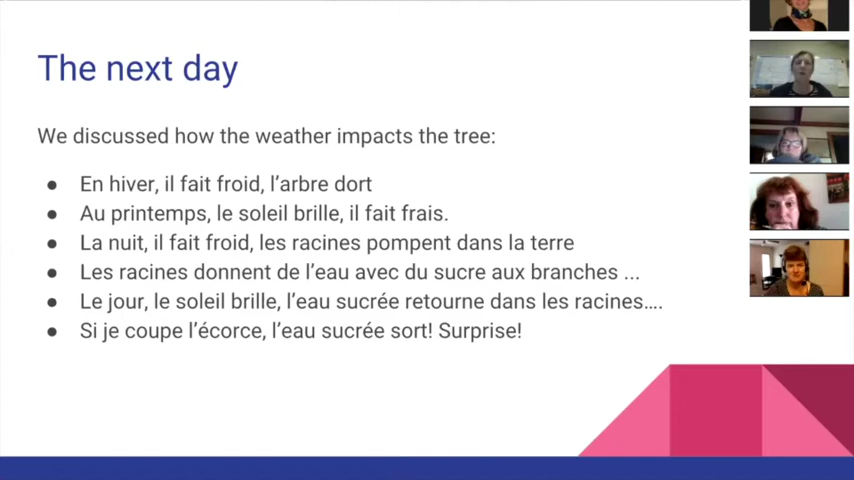 The next day
We discussed how the weather impacts the tree:
● En hiver, il fait froid, l'arbre dort
● Au printemps, le soleil brille, il fait frais.
● La nuit, il fait froid, les racines pompent dans la terre
● Les racines donnent de l'eau avec du sucre aux branches ...
● Le jour, le soleil brille, l'eau sucrée retourne dans les racines....
● Si je coupe l'écorce, l'eau sucrée sort! Surprise!